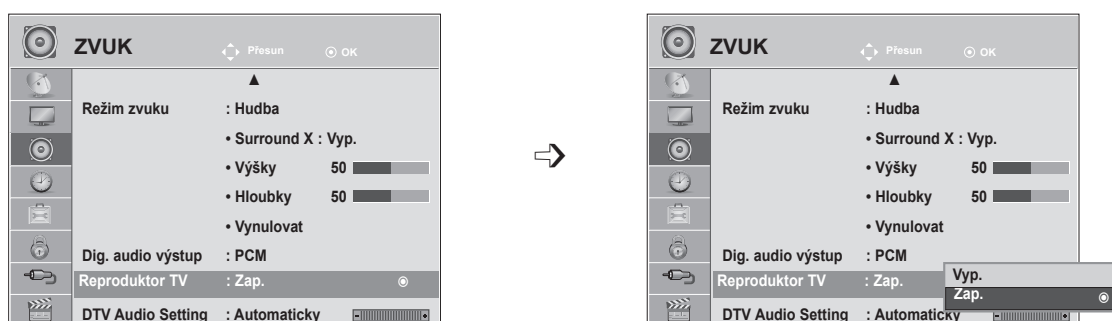 ZVUK Přesun OK
Režim zvuku : Hudba
• Surround X : Vyp.
• Výšky 50
• Hloubky 50
• Vynulovat
Dig. audio výstup : PCM
Reproduktor TV : Zap.
DTV Audio Setting : Automaticky
ZVUK Přesun OK
Režim zvuku : Hudba
• Surround X : Vyp.
• Výšky 50
• Hloubky 50
• Vynulovat
Dig. audio výstup : PCM
Reproduktor TV : Zap.
Vyp.
Zap.
DTV Audio Setting : Automaticky